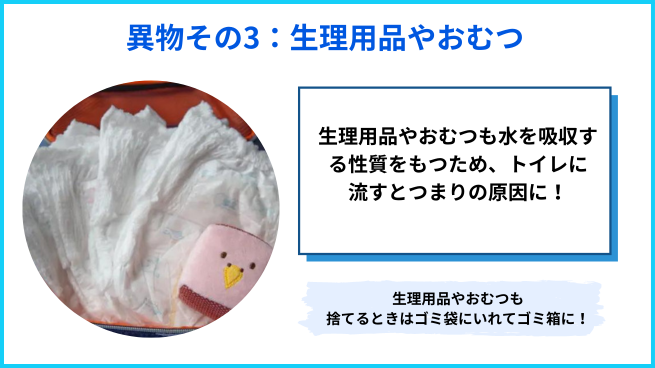 異物その3：生理用品やおむつ
生理用品やおむつも水を吸収す
る性質をもつため、トイレに
流すとつまりの原因に！
生理用品やおむつも
捨てるときはゴミ袋にいれてゴミ箱に！